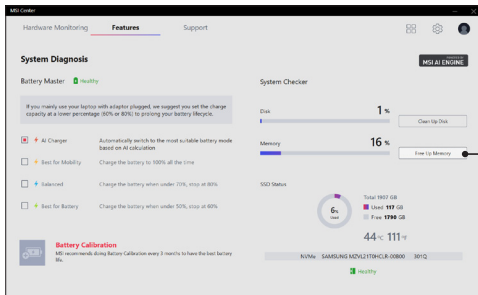 MSI Center
Hardware Monitoring
Features
Support
System Diagnosis
MSI AI ENGINE
Battery Master
Healthy
If you mainly use your laptop with adaptor plugged, we suggest you set the charge
capacity at a lower percentage (60% or 80%) to prolong your battery lifecycle.
AI Charger
Automatically switch to the most suitable battery mode
based on AI calculation
Best for Mobility
Charge the battery to 100% all the time
Balanced
Charge the battery when under 70%, stop at 80%
Best for Battery
Charge the battery when under 50%, stop at 60%
Battery Calibration
MSI recommends doing Battery Calibration every 3 months to have the best battery
life.
System Checker
Disk
1 %
Clean Up Disk
Memory
16 %
Free Up Memory
SSD Status
6%
Used
Total 1907 GB
Used 117 GB
Free 1790 GB
44 °C 111 °F
NVMe SAMSUNG MZVL21T0HCLR-00B00 301Q
Healthy